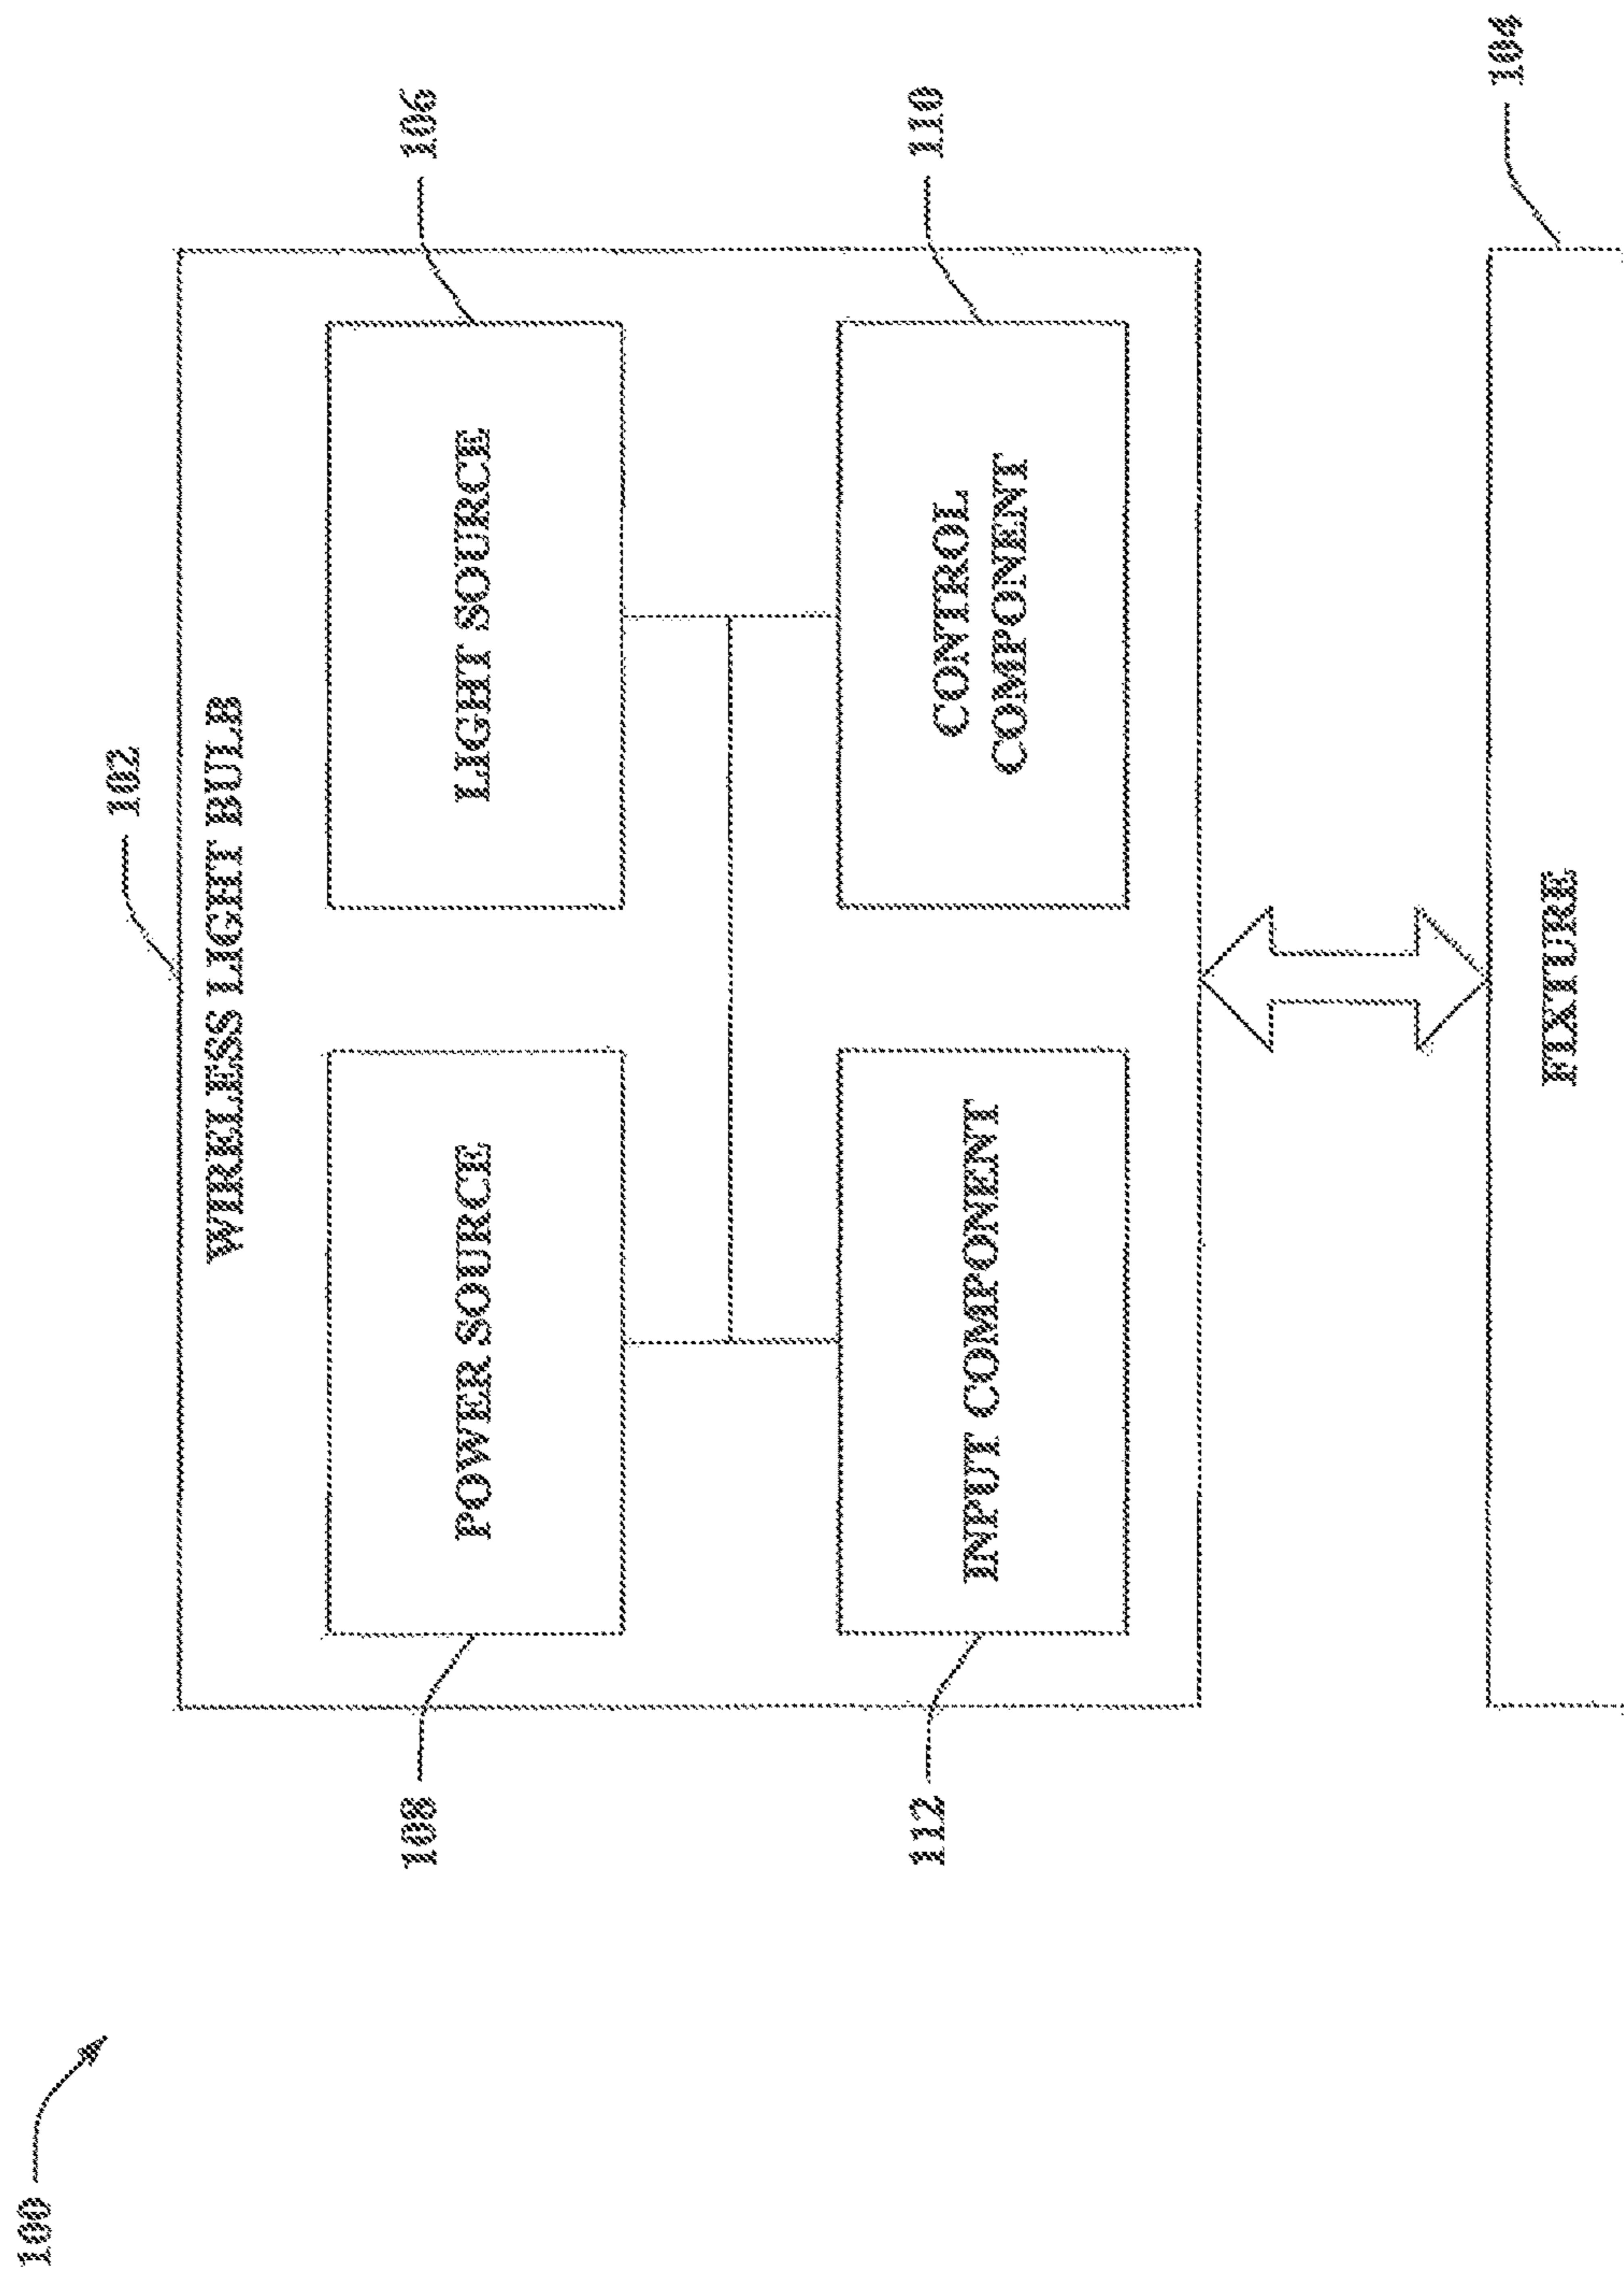 100
102
WIRELESS LIGHT BULB
108
POWER SOURCE
LIGHT SOURCE
106
112
INPUT COMPONENT
CONTROL
COMPONENT
110
104
FIXTURE